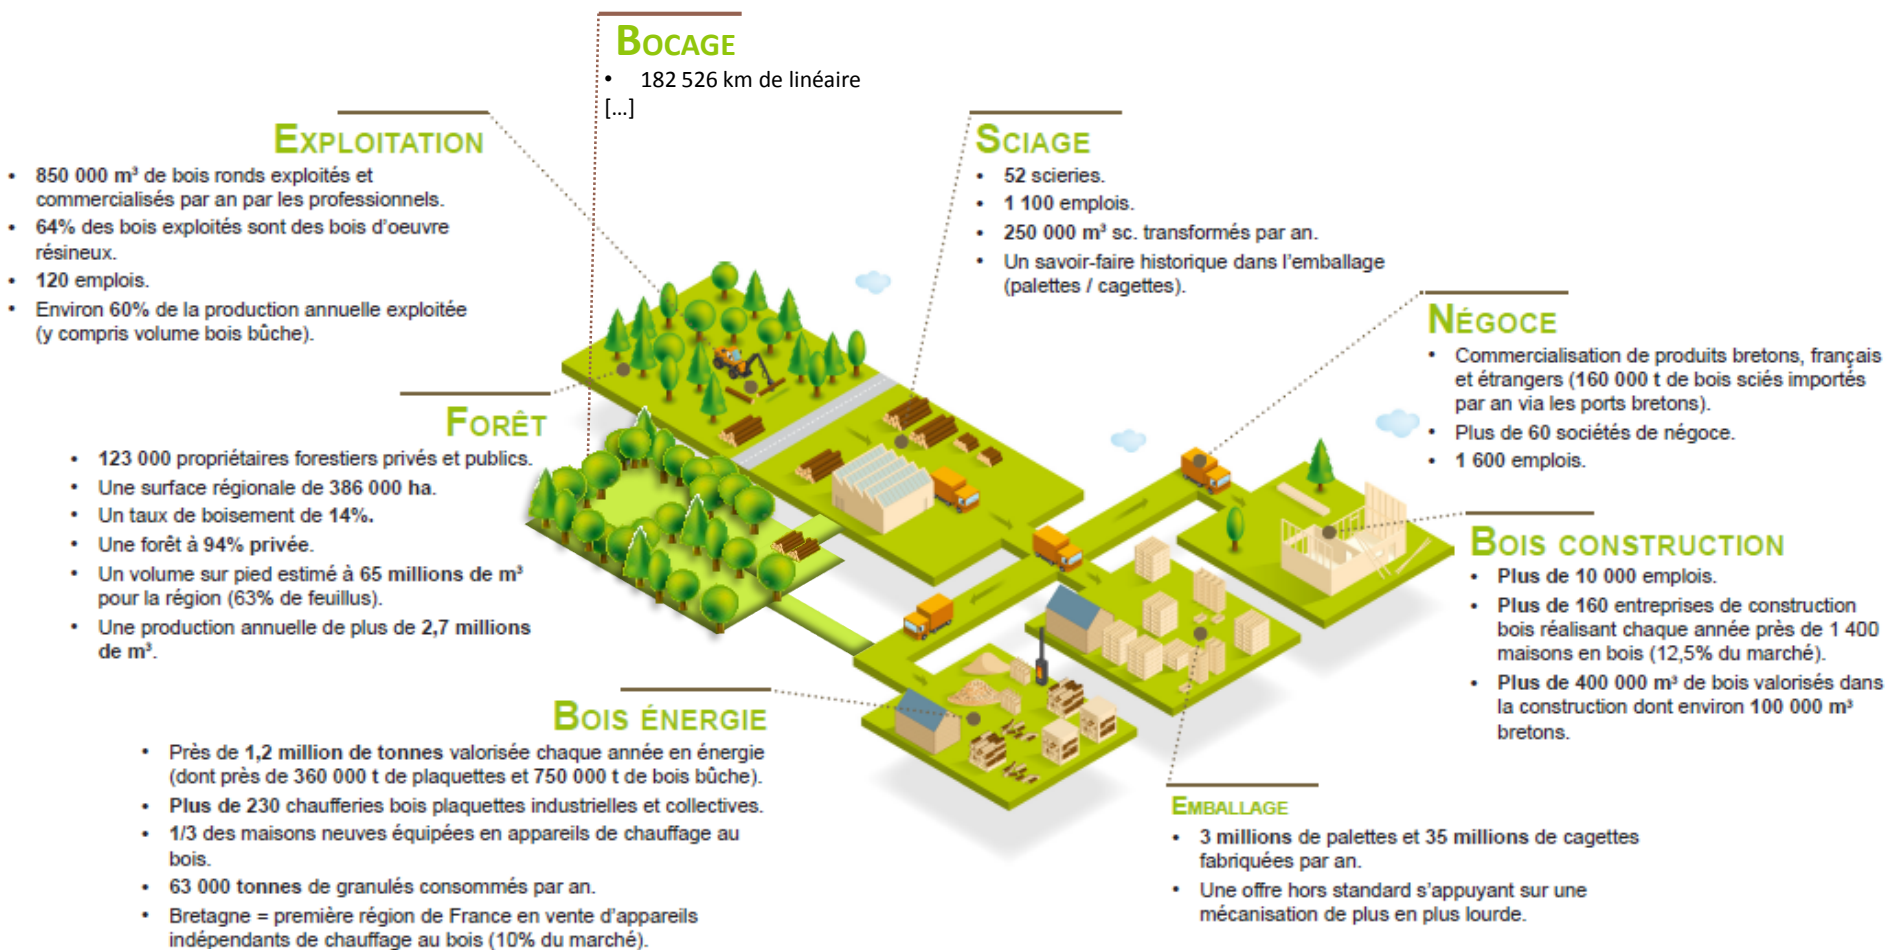 BOCAGE
• 182 526 km de linéaire
[...]
EXPLOITATION
• 850 000 m³ de bois ronds exploités et
commercialisés par an par les professionnels.
• 64% des bois exploités sont des bois d'oeuvre
résineux.
• 120 emplois.
• Environ 60% de la production annuelle exploitée
(y compris volume bois bûche).
SCIAGE
• 52 scieries.
• 1 100 emplois.
• 250 000 m³ sc. transformés par an.
• Un savoir-faire historique dans l'emballage
(palettes / cagettes).
NÉGOCE
• Commercialisation de produits bretons, français
et étrangers (160 000 t de bois sciés importés
par an via les ports bretons).
• Plus de 60 sociétés de négoce.
• 1 600 emplois.
FORÊT
• 123 000 propriétaires forestiers privés et publics.
• Une surface régionale de 386 000 ha.
• Un taux de boisement de 14%.
• Une forêt à 94% privée.
• Un volume sur pied estimé à 65 millions de m³
pour la région (63% de feuillus).
• Une production annuelle de plus de 2,7 millions
de m³.
BOIS CONSTRUCTION
• Plus de 10 000 emplois.
• Plus de 160 entreprises de construction
bois réalisant chaque année près de 1 400
maisons en bois (12,5% du marché).
• Plus de 400 000 m³ de bois valorisés dans
la construction dont environ 100 000 m³
bretons.
BOIS ÉNERGIE
• Près de 1,2 million de tonnes valorisée chaque année en énergie
(dont près de 360 000 t de plaquettes et 750 000 t de bois bûche).
• Plus de 230 chaufferies bois plaquettes industrielles et collectives.
• 1/3 des maisons neuves équipées en appareils de chauffage au
bois.
• 63 000 tonnes de granulés consommés par an.
• Bretagne = première région de France en vente d'appareils
indépendants de chauffage au bois (10% du marché).
EMBALLAGE
• 3 millions de palettes et 35 millions de cagettes
fabriquées par an.
• Une offre hors standard s'appuyant sur une
mécanisation de plus en plus lourde.